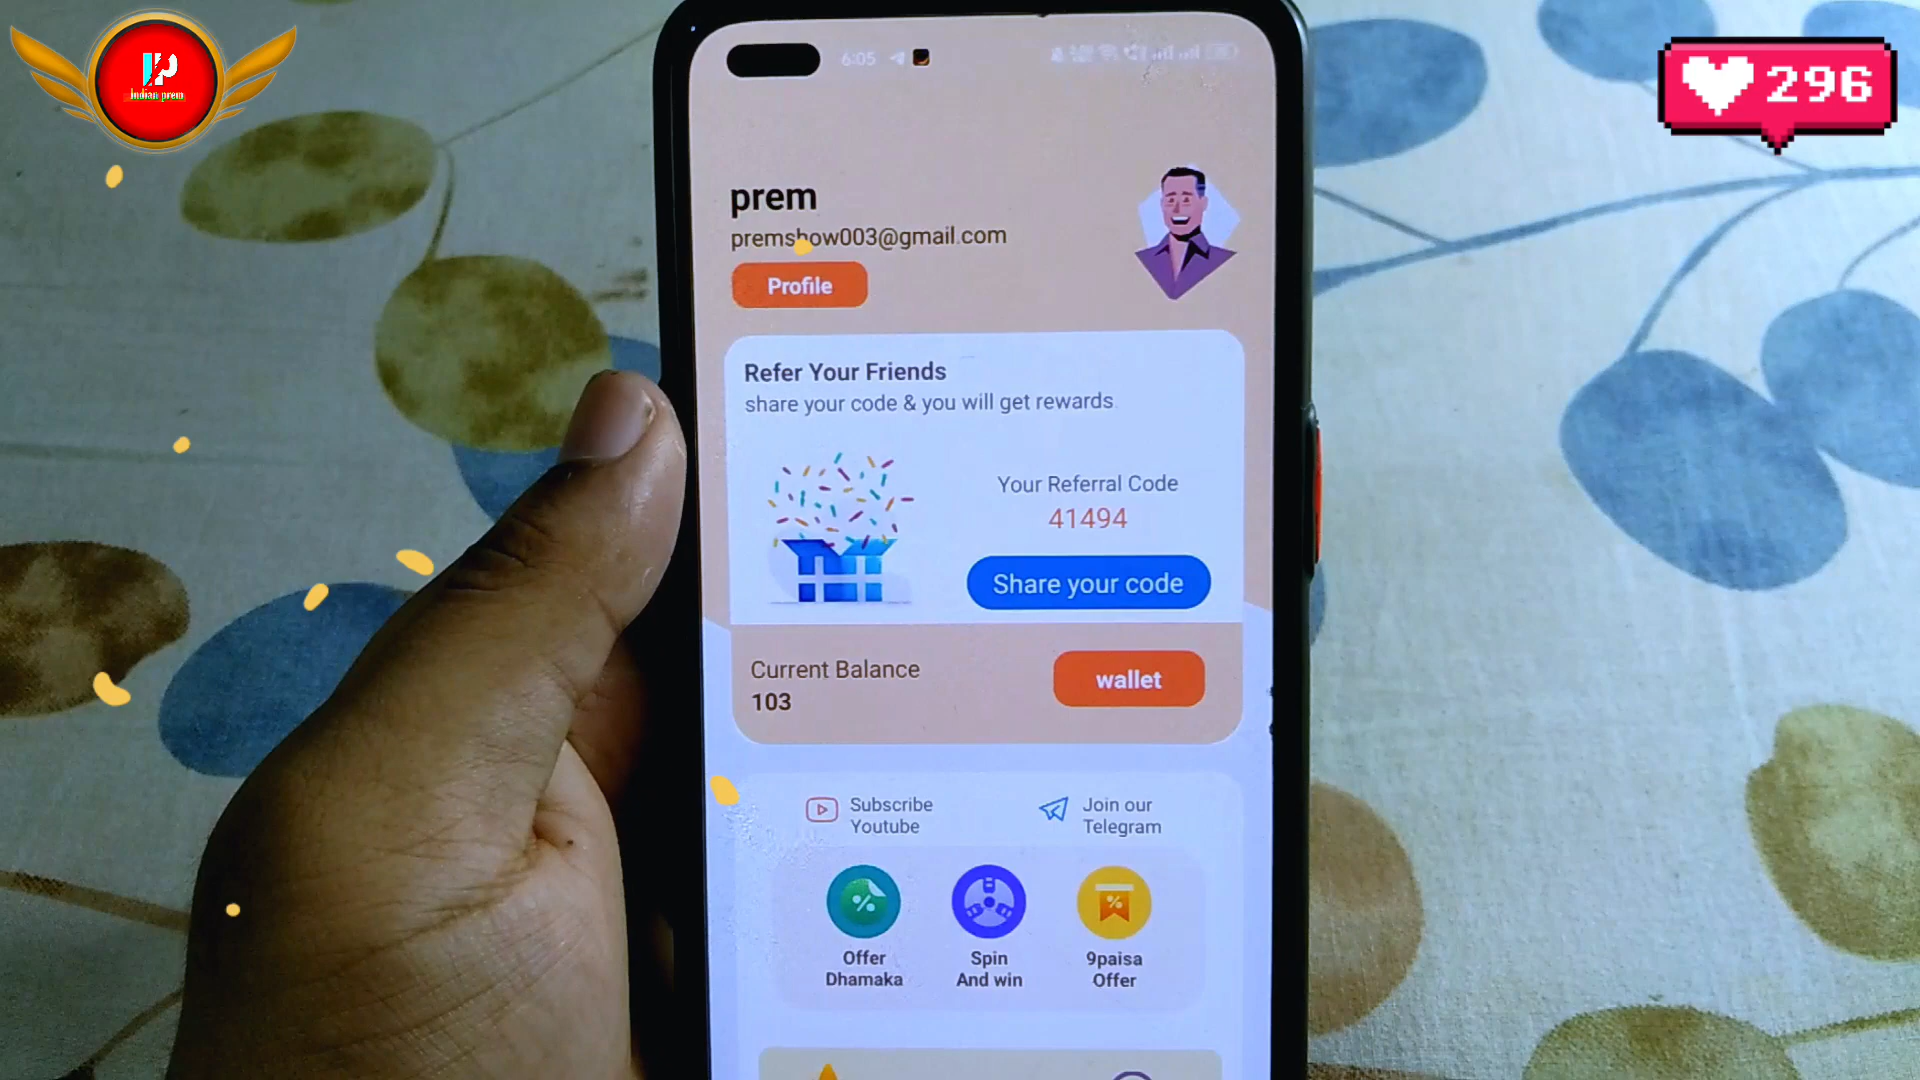 IP
Indian prem
296
6:05
prem
premshow003@gmail.com
Profile
Refer Your Friends
share your code & you will get rewards.
Your Referral Code
41494
Share your code
Current Balance
103
wallet
Subscribe
Youtube
Join our
Telegram
Offer
Dhamaka
Spin
And win
9paisa
Offer